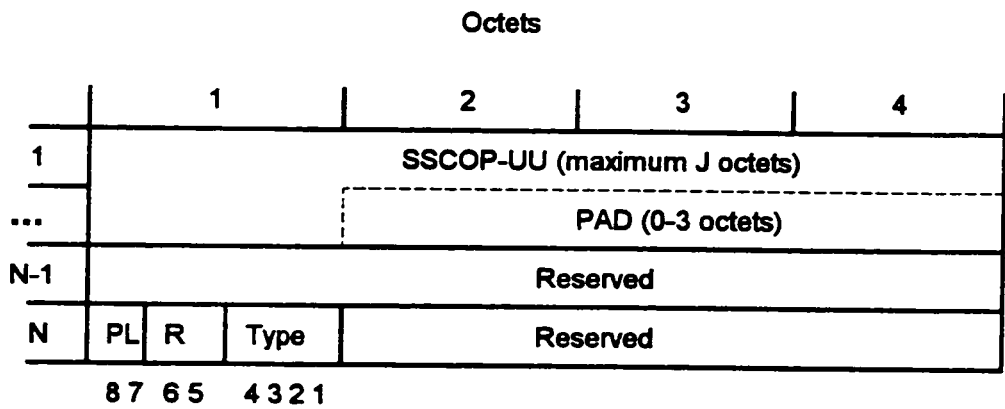 Octets
1 2 3 4
1 SSCOP-UU (maximum J octets)
... PAD (0-3 octets)
N-1 Reserved
N PL R Type Reserved
8 7 6 5 4 3 2 1